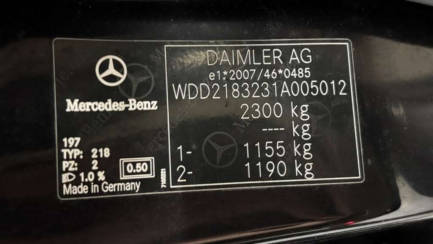 DAIMLER AG
e1*2007/46*0485
WDD2183231A005012
2300 kg
---- kg
1- 1155 kg
2- 1190 kg
Mercedes-Benz
197
TYP: 218
PZ: 2
1.0 %
0.50
Made in Germany